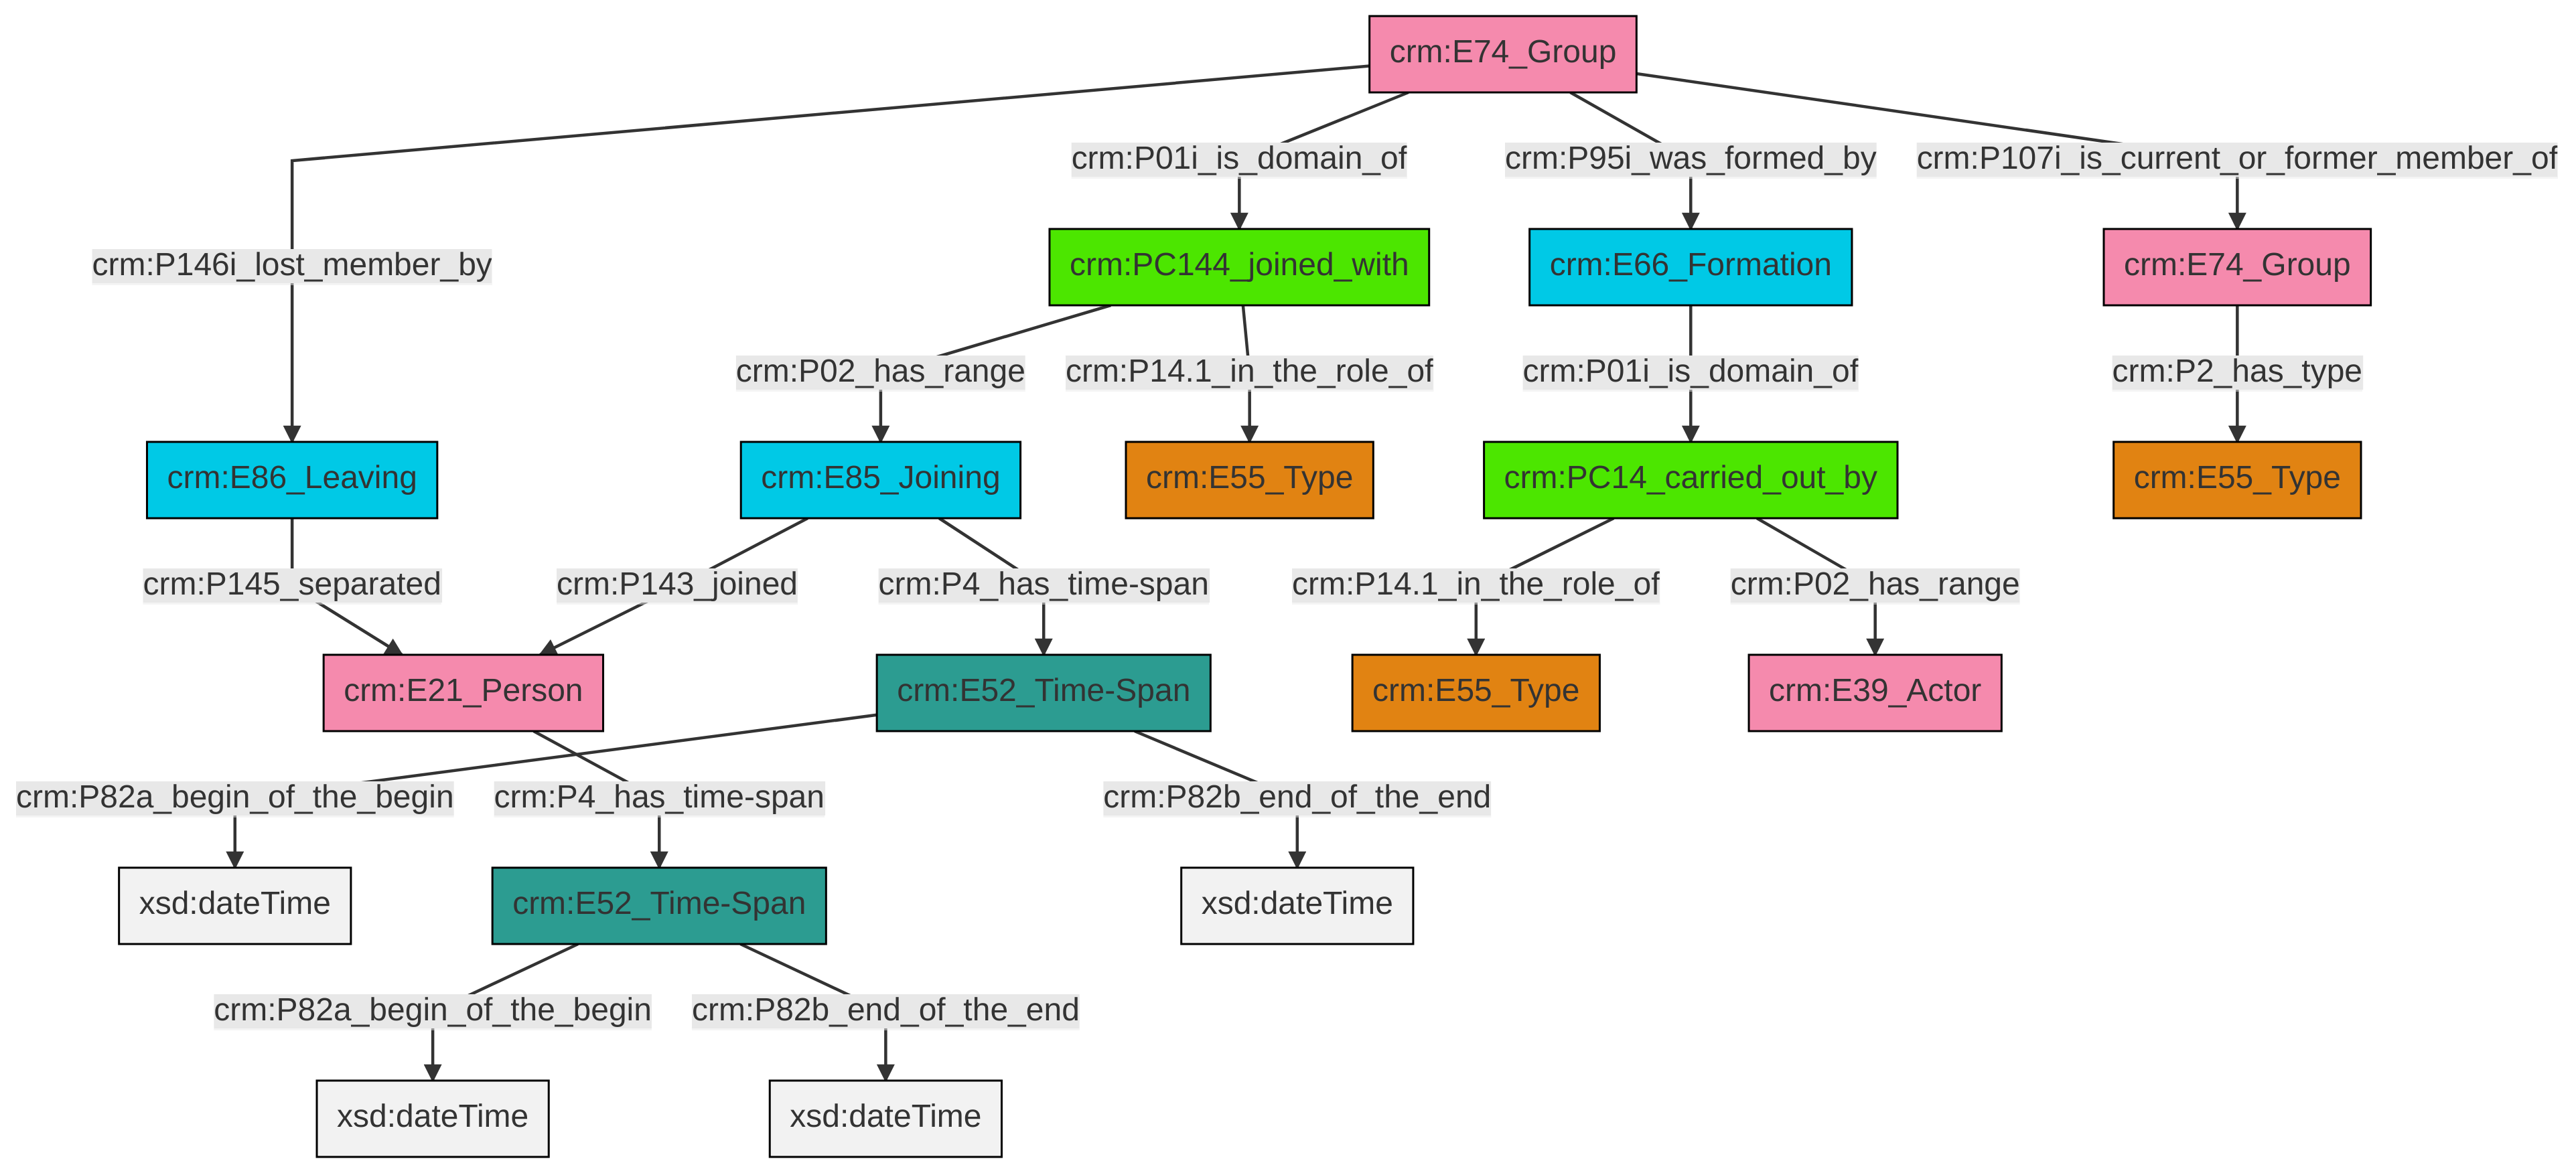 crm:E74_Group
crm:P01i_is_domain_of
crm:P95i_was_formed_by
crm:P107i_is_current_or_former_member_of
crm:P146i_lost_member_by
crm:PC144_joined_with
crm:E66_Formation
crm:E74_Group
crm:P02_has_range
crm:P14.1_in_the_role_of
crm:P01i_is_domain_of
crm:P2_has_type
crm:E86_Leaving
crm:E85_Joining
crm:E55_Type
crm:PC14_carried_out_by
crm:E55_Type
crm:P145_separated
crm:P143_joined
crm:P4_has_time-span
crm:P14.1_in_the_role_of
crm:P02_has_range
crm:E21_Person
crm:E52_Time-Span
crm:E55_Type
crm:E39_Actor
crm:P82a_begin_of_the_begin
crm:P4_has_time-span
crm:P82b_end_of_the_end
xsd:dateTime
crm:E52_Time-Span
xsd:dateTime
crm:P82a_begin_of_the_begin
crm:P82b_end_of_the_end
xsd:dateTime
xsd:dateTime